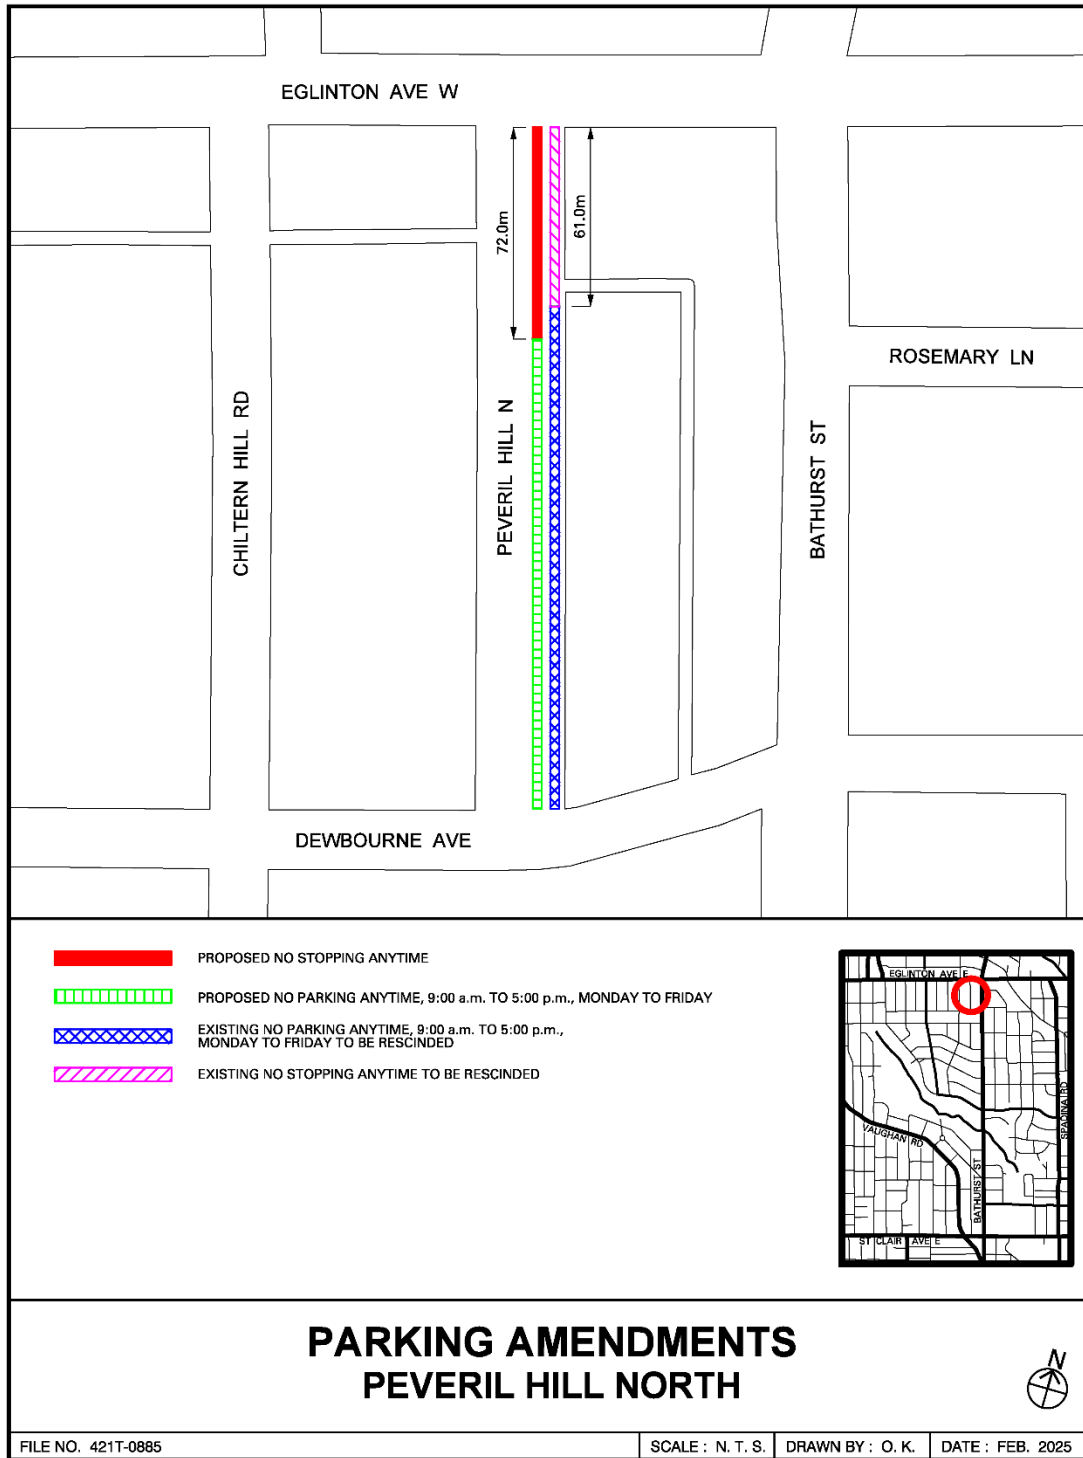 EGLINTON AVE W
72.0m
61.0m
ROSEMARY LN
CHILTERN HILL RD
PEVERIL HILL N
BATHURST ST
DEWBOURNE AVE
PROPOSED NO STOPPING ANYTIME
PROPOSED NO PARKING ANYTIME, 9:00 a.m. TO 5:00 p.m., MONDAY TO FRIDAY
EXISTING NO PARKING ANYTIME, 9:00 a.m. TO 5:00 p.m.,
MONDAY TO FRIDAY TO BE RESCINDED
EXISTING NO STOPPING ANYTIME TO BE RESCINDED
EGLINTON AVE E
SPADINA RD
VAUGHAN RD
BATHURST ST
ST CLAIR AVE E
PARKING AMENDMENTS
PEVERIL HILL NORTH
N
FILE NO. 421T-0885
SCALE : N. T. S.
DRAWN BY : O. K.
DATE : FEB. 2025